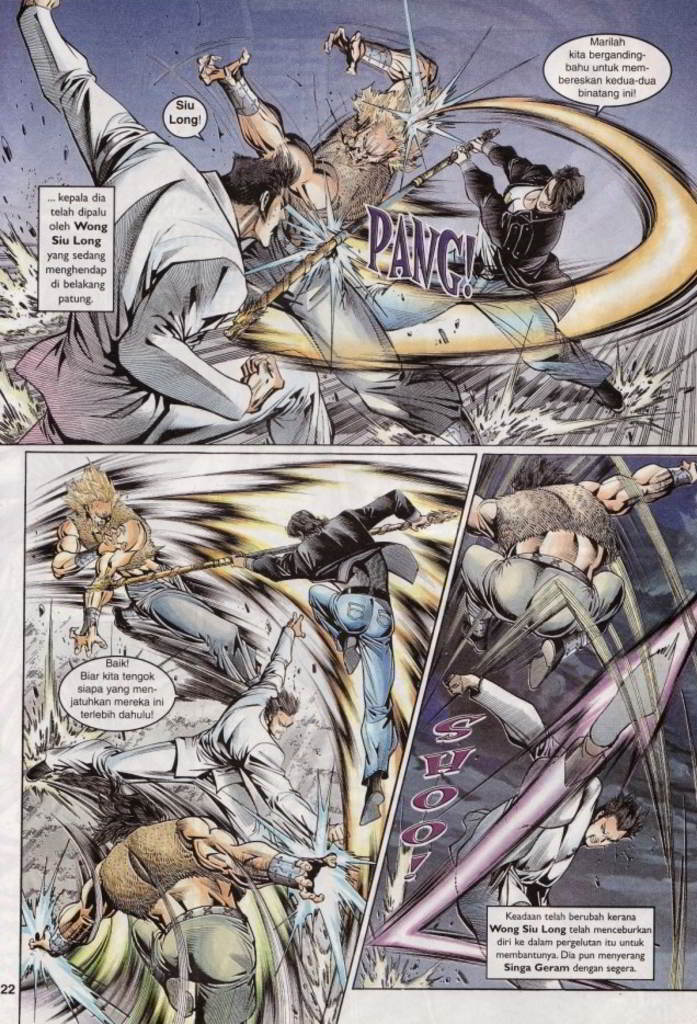 Marilah
kita berganding-
bahu untuk mem-
bereskan kedua-dua
binatang ini!
Siu
Long!
... kepala dia
telah dipalu
oleh Wong
Siu Long
yang sedang
menghendap
di belakang
patung.
PANG!
Baik!
Biar kita tengok
siapa yang men-
jatuhkan mereka ini
terlebih dahulu!
SHOO!
Keadaan telah berubah kerana
Wong Siu Long telah menceburkan
diri ke dalam pergelutan itu untuk
membantunya. Dia pun menyerang
Singa Geram dengan segera.
22